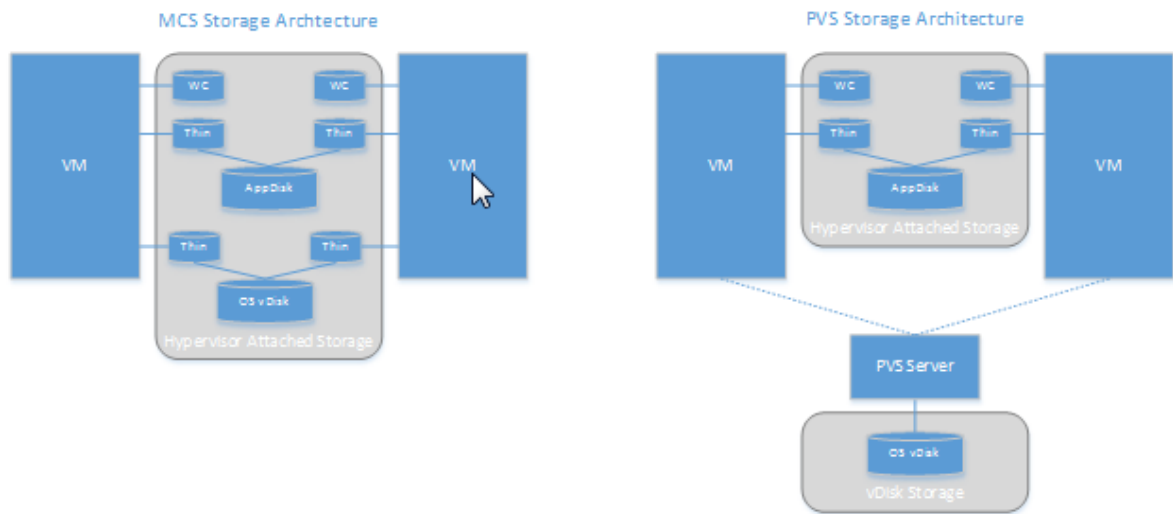 MCS Storage Archtecture
VM
WC
WC
Thin
Thin
AppDisk
Thin
Thin
OS vDisk
Hypervisor Attached Storage
VM
PVS Storage Architecture
VM
WC
WC
Thin
Thin
AppDisk
Hypervisor Attached Storage
VM
PVS Server
OS vDisk
vDisk Storage